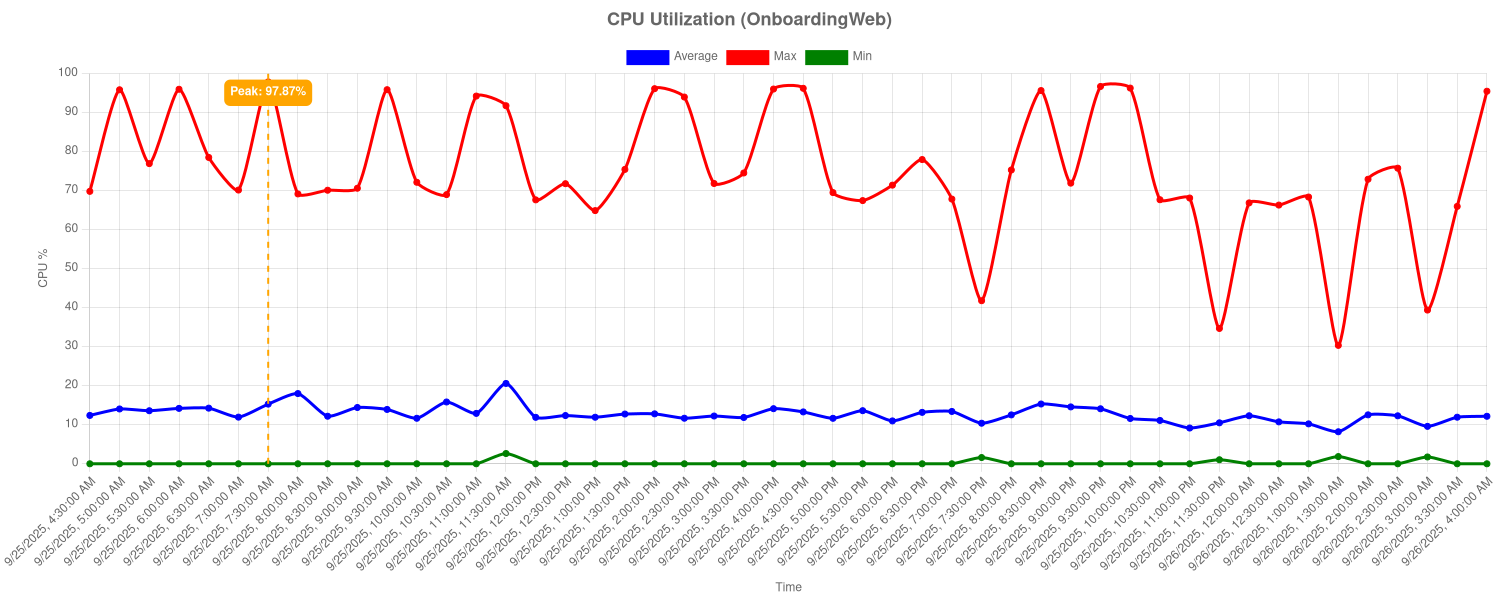 CPU Utilization (OnboardingWeb)
Average Max Min
Peak: 97.87%
CPU %
100
90
80
70
60
50
40
30
20
10
0
9/25/2025, 4:30:00 AM
9/25/2025, 5:00:00 AM
9/25/2025, 5:30:00 AM
9/25/2025, 6:00:00 AM
9/25/2025, 6:30:00 AM
9/25/2025, 7:00:00 AM
9/25/2025, 7:30:00 AM
9/25/2025, 8:00:00 AM
9/25/2025, 8:30:00 AM
9/25/2025, 9:00:00 AM
9/25/2025, 9:30:00 AM
9/25/2025, 10:00:00 AM
9/25/2025, 10:30:00 AM
9/25/2025, 11:00:00 AM
9/25/2025, 11:30:00 AM
9/25/2025, 12:00:00 PM
9/25/2025, 12:30:00 PM
9/25/2025, 1:00:00 PM
9/25/2025, 1:30:00 PM
9/25/2025, 2:00:00 PM
9/25/2025, 2:30:00 PM
9/25/2025, 3:00:00 PM
9/25/2025, 3:30:00 PM
9/25/2025, 4:00:00 PM
9/25/2025, 4:30:00 PM
9/25/2025, 5:00:00 PM
9/25/2025, 5:30:00 PM
9/25/2025, 6:00:00 PM
9/25/2025, 6:30:00 PM
9/25/2025, 7:00:00 PM
9/25/2025, 7:30:00 PM
9/25/2025, 8:00:00 PM
9/25/2025, 8:30:00 PM
9/25/2025, 9:00:00 PM
9/25/2025, 9:30:00 PM
9/25/2025, 10:00:00 PM
9/25/2025, 10:30:00 PM
9/25/2025, 11:00:00 PM
9/25/2025, 11:30:00 PM
9/26/2025, 12:00:00 AM
9/26/2025, 12:30:00 AM
9/26/2025, 1:00:00 AM
9/26/2025, 1:30:00 AM
9/26/2025, 2:00:00 AM
9/26/2025, 2:30:00 AM
9/26/2025, 3:00:00 AM
9/26/2025, 3:30:00 AM
9/26/2025, 4:00:00 AM
Time